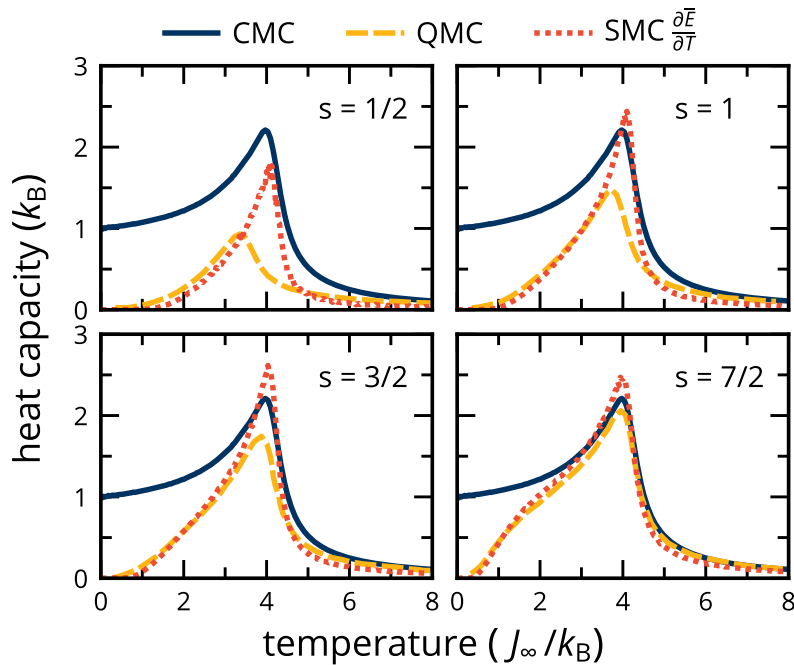 CMC QMC SMC ∂E̅/∂T
3
2
1
0
s = 1/2
s = 1
heat capacity (kB)
3
2
1
0
s = 3/2
s = 7/2
0 2 4 6 8 0 2 4 6 8
temperature ( J∞ /kB)